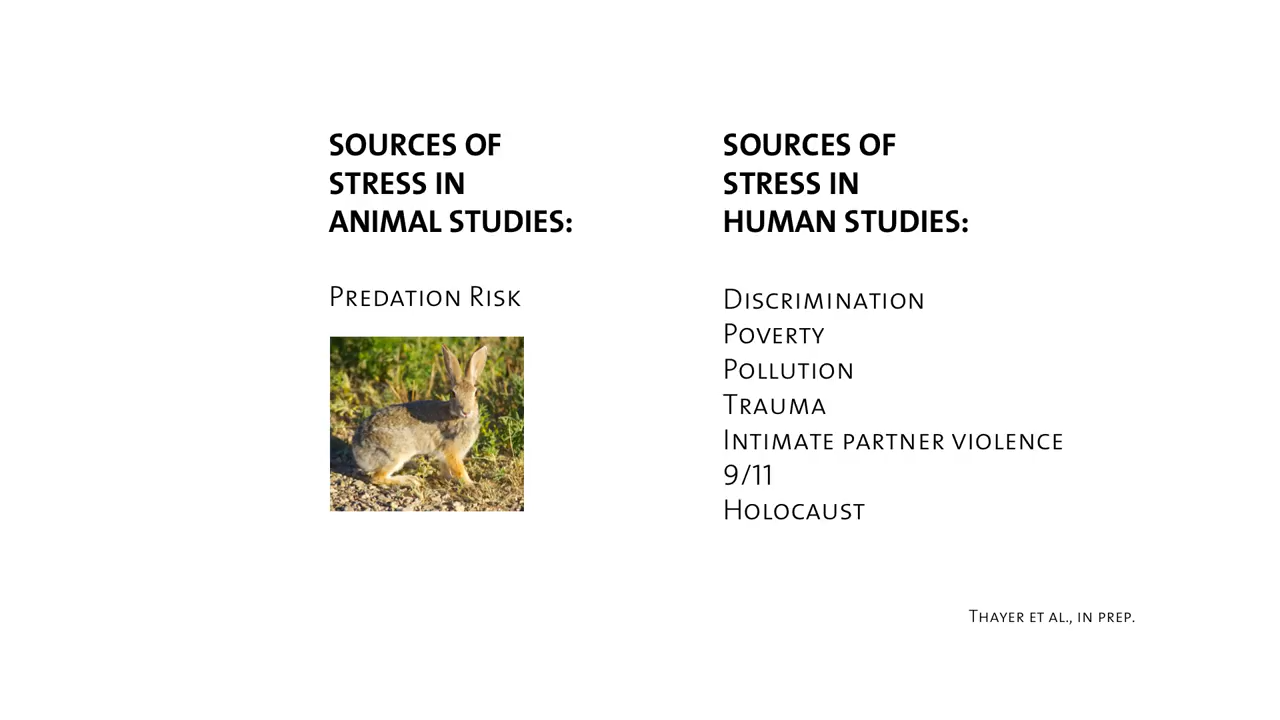 SOURCES OF
STRESS IN
ANIMAL STUDIES:
PREDATION RISK
SOURCES OF
STRESS IN
HUMAN STUDIES:
DISCRIMINATION
POVERTY
POLLUTION
TRAUMA
INTIMATE PARTNER VIOLENCE
9/11
HOLOCAUST
THAYER ET AL., IN PREP.